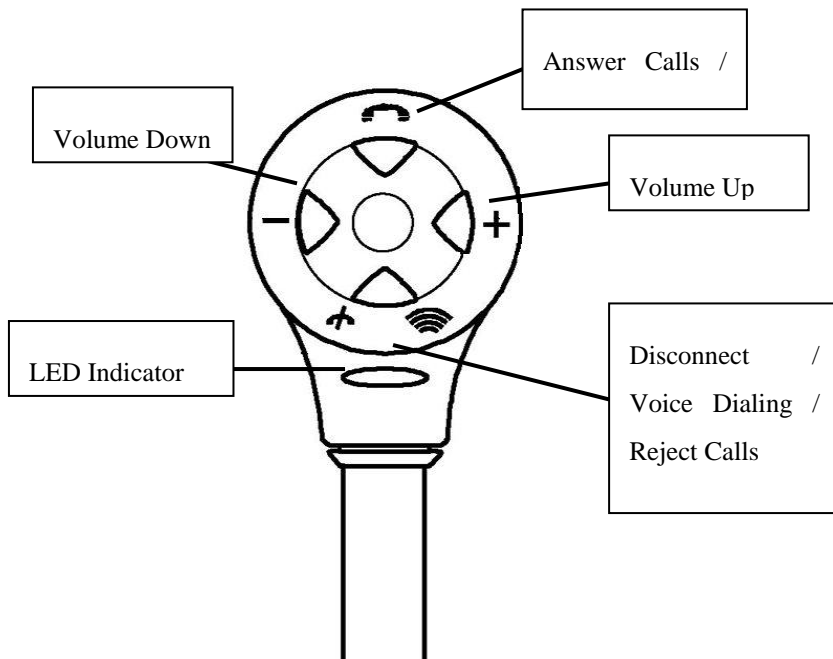 Answer Calls /
Volume Down
Volume Up
−
+
LED Indicator
Disconnect /
Voice Dialing /
Reject Calls